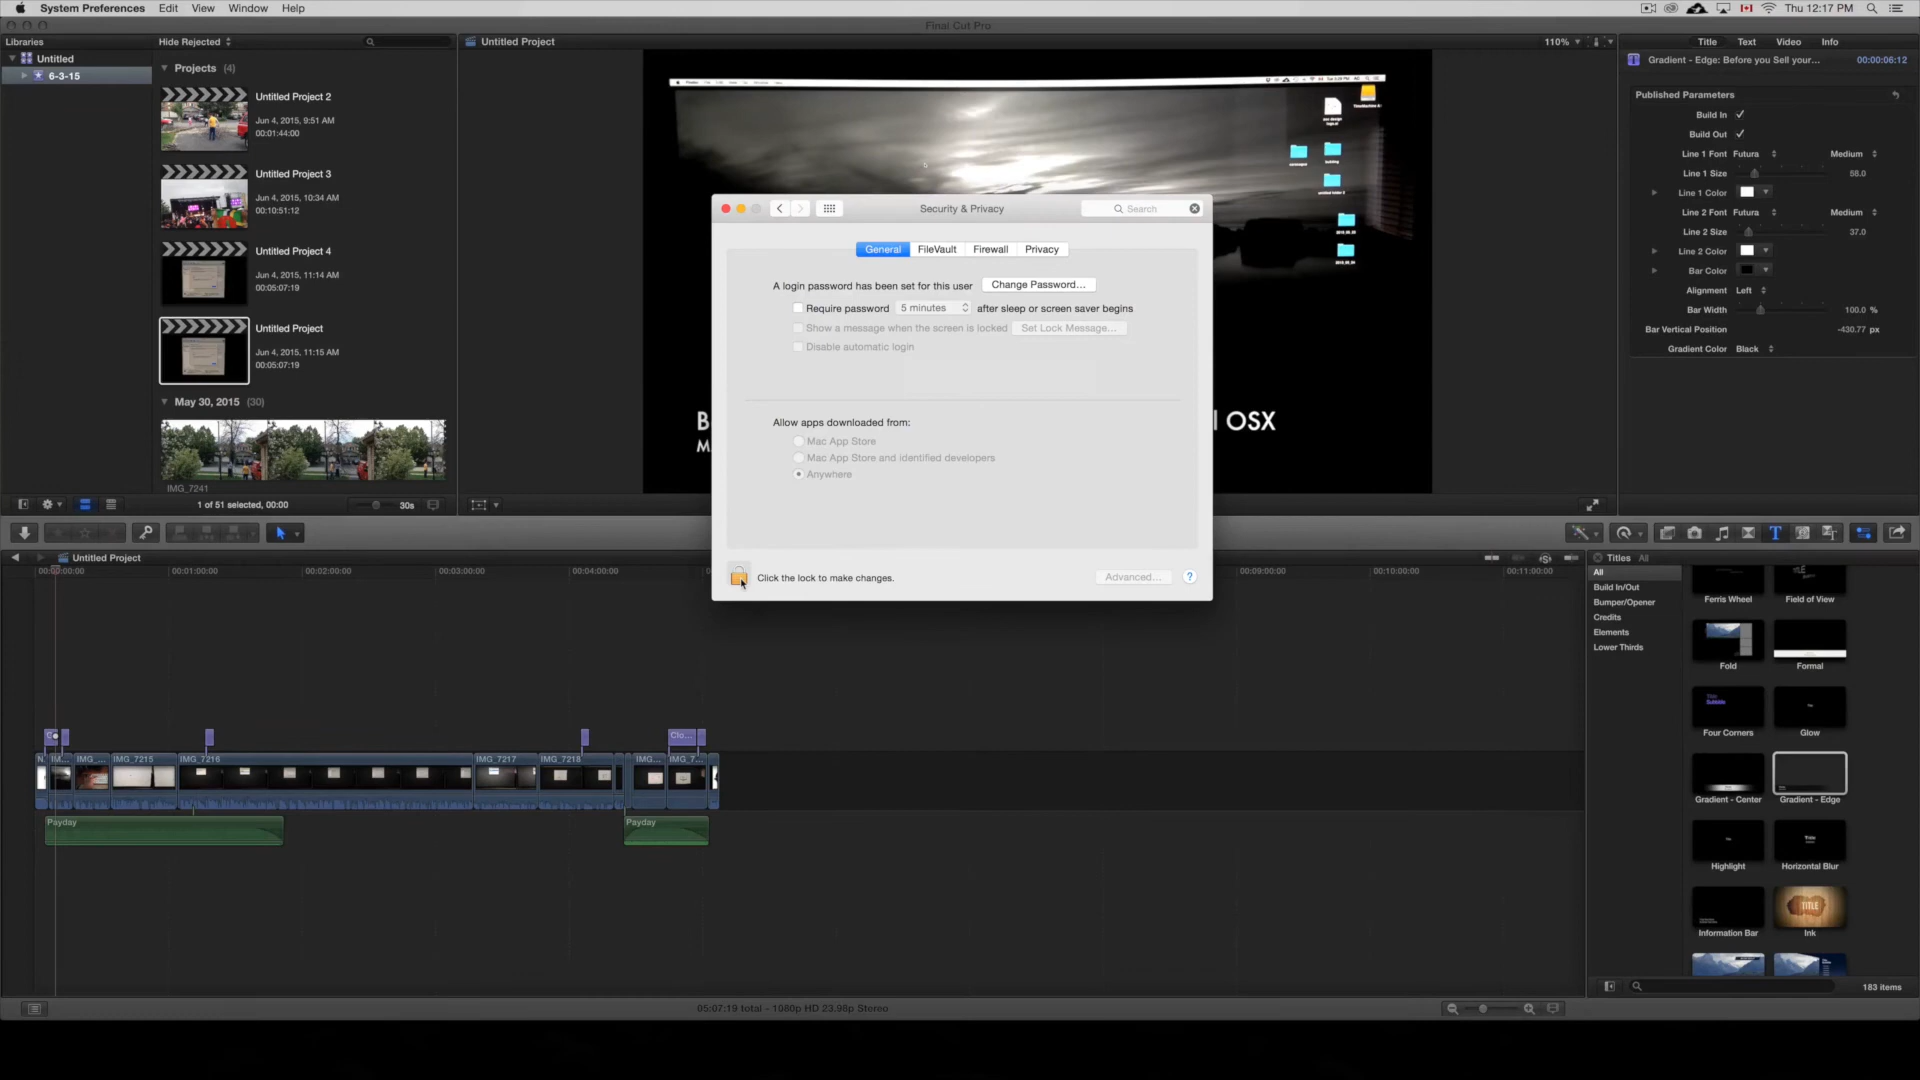 System Preferences Edit View Window Help
Thu 12:17 PM
Final Cut Pro
Libraries
Hide Rejected
Untitled Project
110%
Title Text Video Info
Untitled
6-3-15
Projects (4)
Untitled Project 2
Jun 4, 2015, 9:51 AM
00:01:44:00
Untitled Project 3
Jun 4, 2015, 10:34 AM
00:10:51:12
Untitled Project 4
Jun 4, 2015, 11:14 AM
00:05:07:19
Untitled Project
Jun 4, 2015, 11:15 AM
00:05:07:19
May 30, 2015 (30)
IMG_7241
1 of 51 selected, 00:00
30s
Gradient - Edge: Before you Sell your...
00:00:06:12
Published Parameters
Build In
Build Out
Line 1 Font Futura Medium
Line 1 Size 58.0
Line 1 Color
Line 2 Font Futura Medium
Line 2 Size 37.0
Line 2 Color
Bar Color
Alignment Left
Bar Width 100.0 %
Bar Vertical Position -430.77 px
Gradient Color Black
Security & Privacy
Search
General FileVault Firewall Privacy
A login password has been set for this user Change Password...
Require password 5 minutes after sleep or screen saver begins
Show a message when the screen is locked Set Lock Message...
Disable automatic login
Allow apps downloaded from:
Mac App Store
Mac App Store and identified developers
Anywhere
Click the lock to make changes.
Advanced... ?
B
OSX
M
Untitled Project
00:00:00:00 00:01:00:00 00:02:00:00 00:03:00:00 00:04:00:00 00:09:00:00 00:10:00:00 00:11:00:00
Clo...
N. IM... IMG_... IMG_7215 IMG_7216 IMG_7217 IMG_7218 IMG... IMG_7...
Payday
Payday
Titles All
All
Build In/Out
Bumper/Opener
Credits
Elements
Lower Thirds
Ferris Wheel
Field of View
Fold
Formal
Four Corners
Glow
Gradient - Center
Gradient - Edge
Highlight
Horizontal Blur
Information Bar
TITLE
Ink
183 items
05:07:19 total - 1080p HD 23.98p Stereo